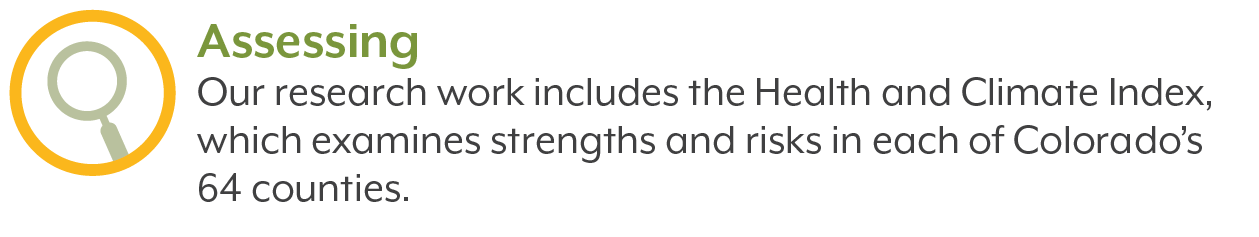 Assessing
Our research work includes the Health and Climate Index,
which examines strengths and risks in each of Colorado’s
64 counties.